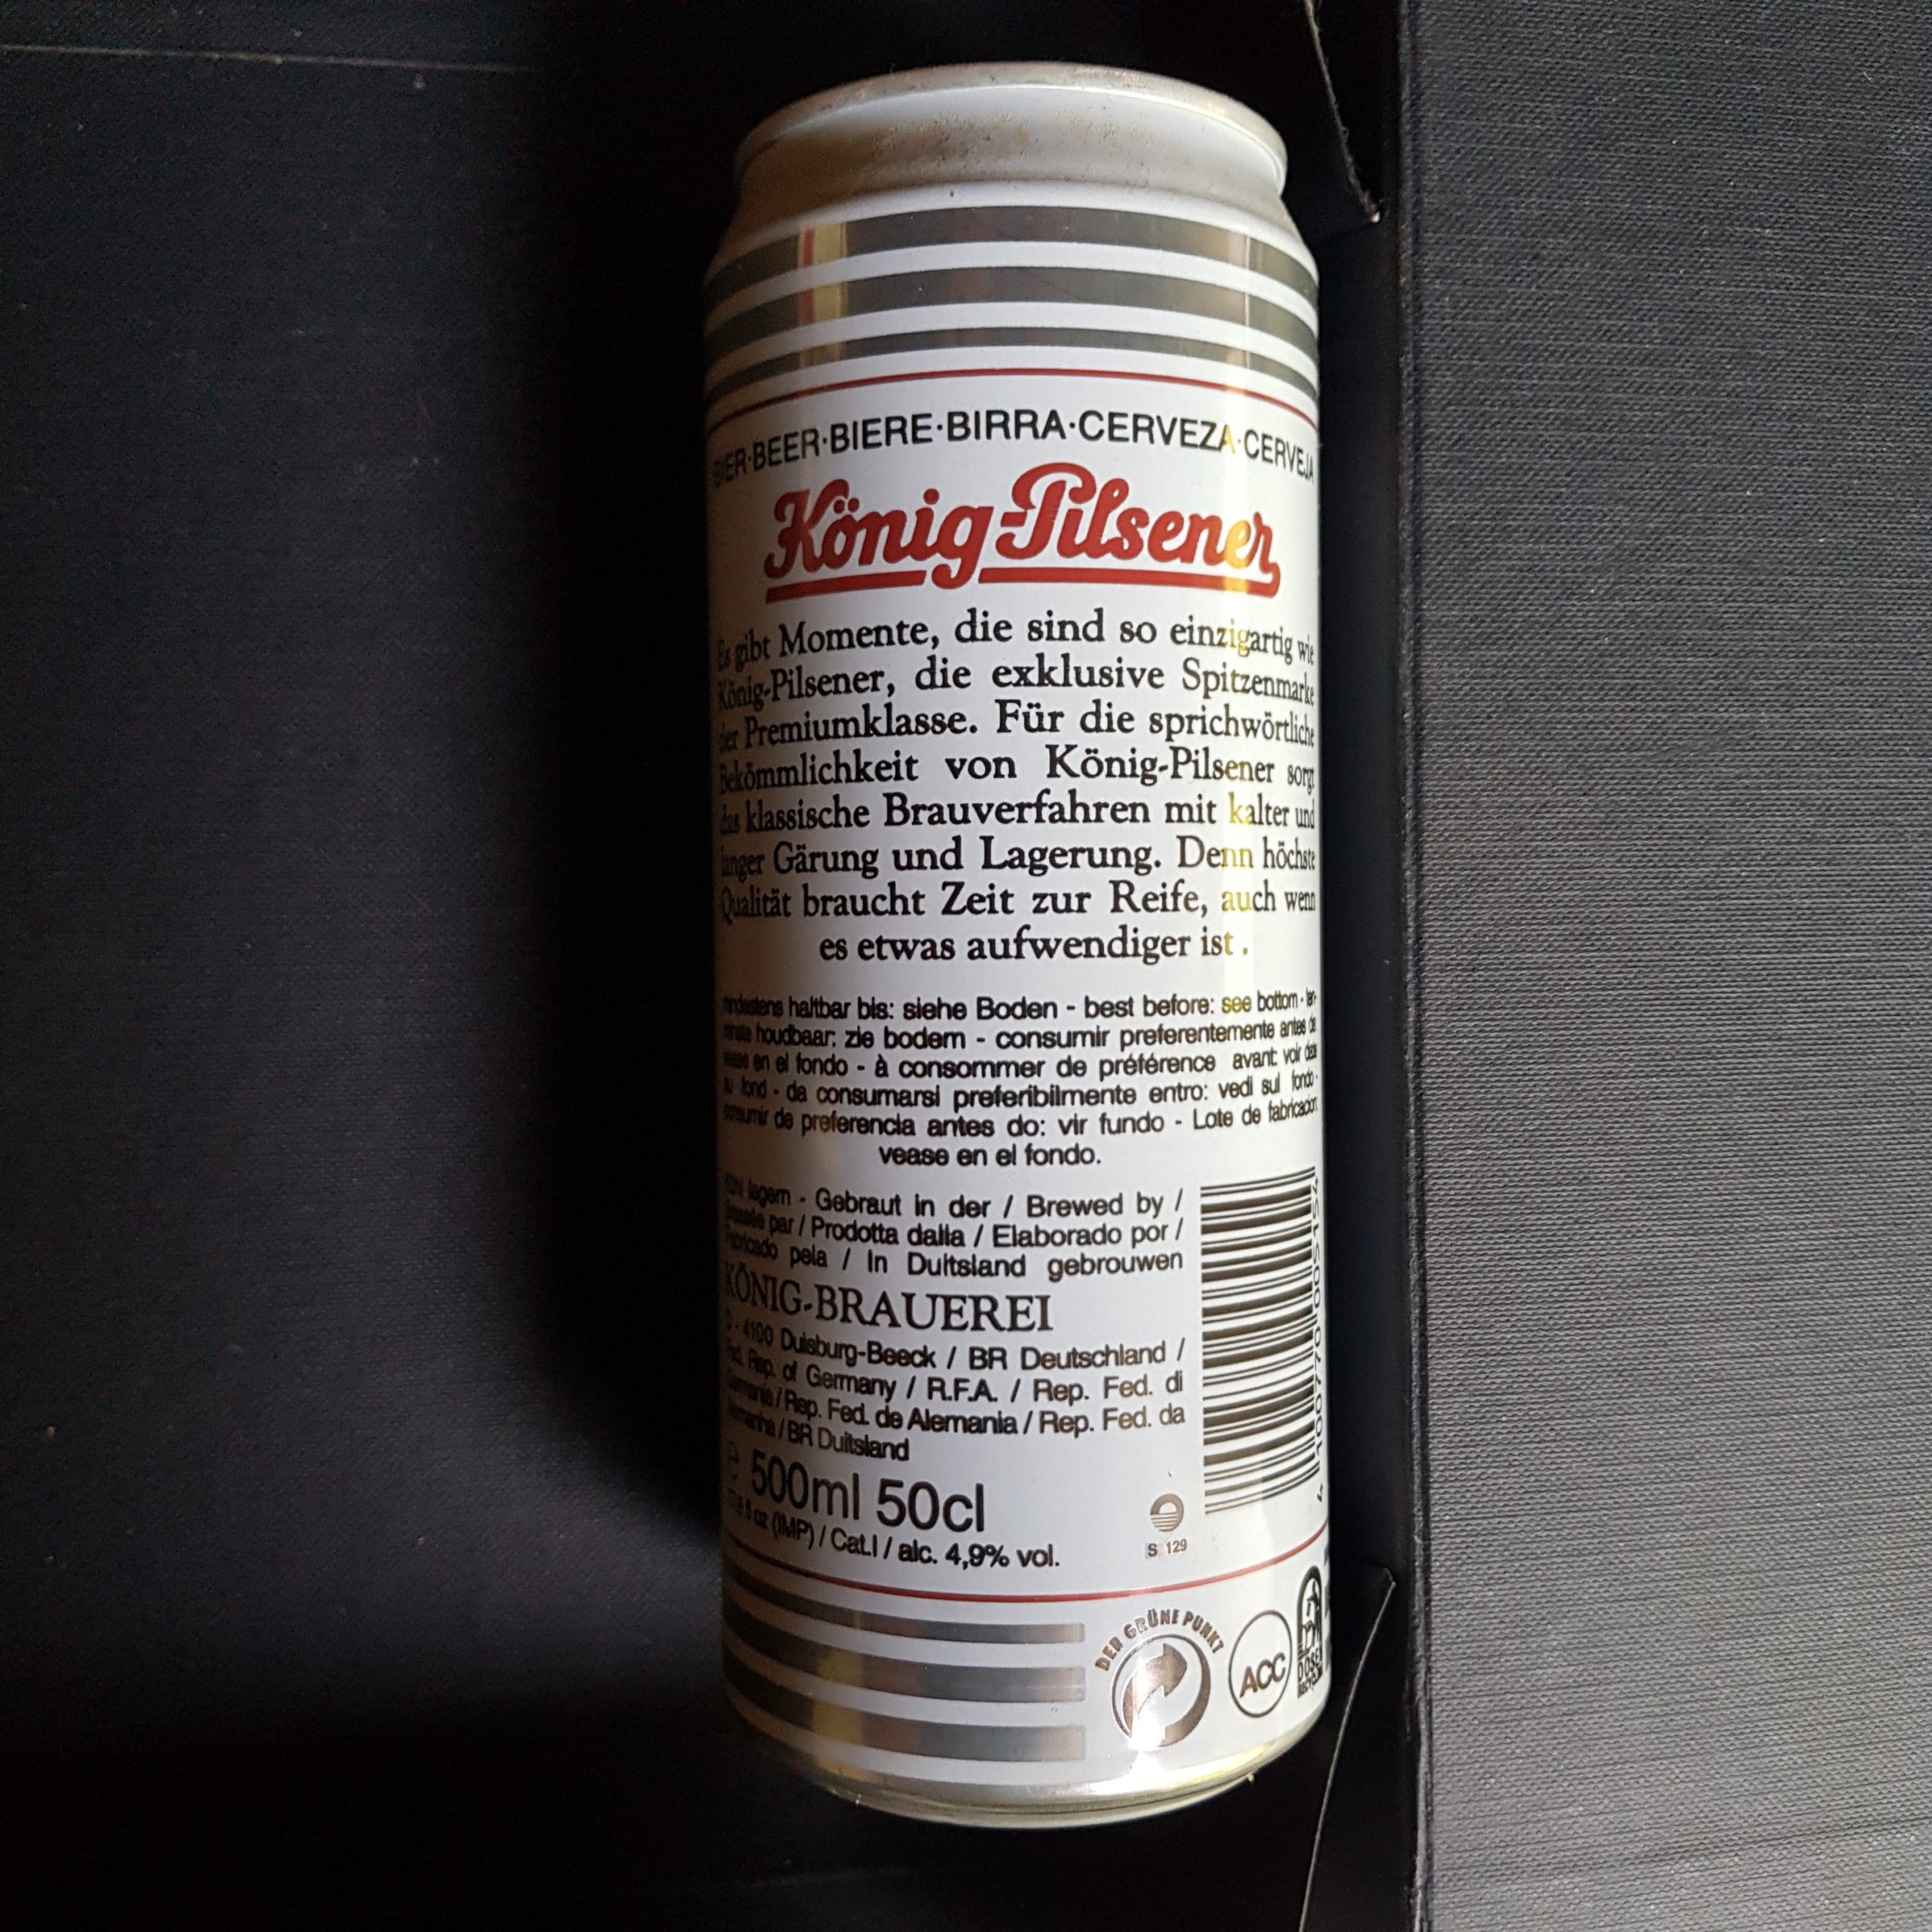 BIER·BEER·BIERE·BIRRA·CERVEZA·CERVEJA
König-Pilsener
Es gibt Momente, die sind so einzigartig wie
König-Pilsener, die exklusive Spitzenmarke
der Premiumklasse. Für die sprichwörtliche
Bekömmlichkeit von König-Pilsener sorgt
das klassische Brauverfahren mit kalter und
langer Gärung und Lagerung. Denn höchste
Qualität braucht Zeit zur Reife, auch wenn
es etwas aufwendiger ist .
mindestens haltbar bis: siehe Boden - best before: see bottom -
houdbaar: zie bodem - consumir preferentemente antes de
vease en el fondo - à consommer de préférence avant: voir date
au fond - da consumarsi preferibilmente entro: vedi sul fondo -
consumir de preferencia antes do: vir fundo - Lote de fabricación
vease en el fondo.
Kühl lagern - Gebraut in der / Brewed by /
Brassée par / Prodotta dalla / Elaborado por /
Fabricado pela / In Duitsland gebrouwen
KÖNIG-BRAUEREI
D - 4100 Duisburg-Beeck / BR Deutschland /
Fed. Rep. of Germany / R.F.A. / Rep. Fed. di
Germania / Rep. Fed. de Alemania / Rep. Fed. da
Alemanha / BR Duitsland
e 500ml 50cl
fl oz (IMP) / Cat.I / alc. 4,9% vol.
S 129
DER GRÜNE PUNKT
ACC